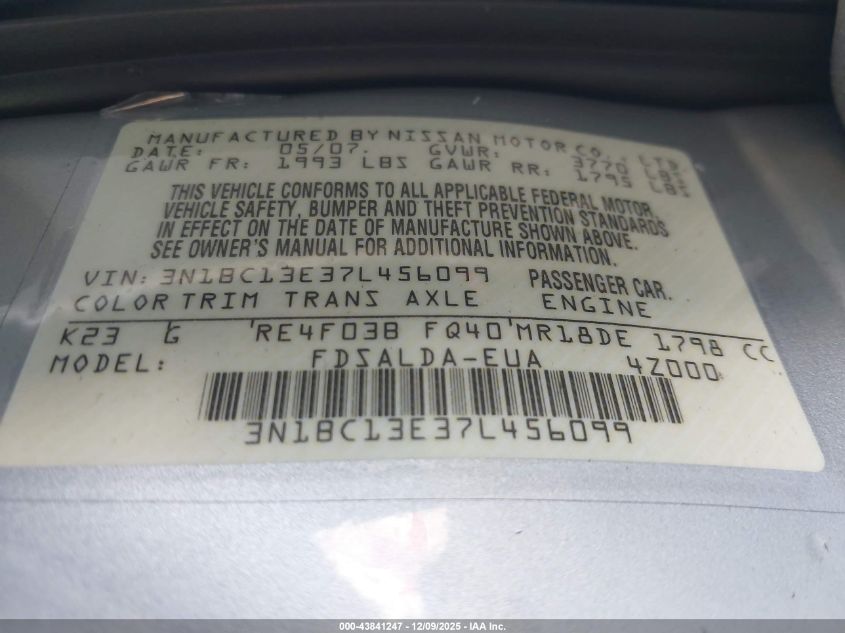 MANUFACTURED BY NISSAN MOTOR CO., LTD.
DATE: 05/07. GVWR: 3770 LBS
GAWR FR: 1993 LBS GAWR RR: 1795 LBS
THIS VEHICLE CONFORMS TO ALL APPLICABLE FEDERAL MOTOR
VEHICLE SAFETY, BUMPER AND THEFT PREVENTION STANDARDS
IN EFFECT ON THE DATE OF MANUFACTURE SHOWN ABOVE.
SEE OWNER'S MANUAL FOR ADDITIONAL INFORMATION.
VIN: 3N1BC13E37L456099 PASSENGER CAR.
COLOR TRIM TRANS AXLE ENGINE
K23 G RE4F03B FQ40 MR18DE 1798 CC
MODEL: FDSALDA-EUA 4Z000
3N1BC13E37L456099
000-43841247 - 12/09/2025 - IAA Inc.